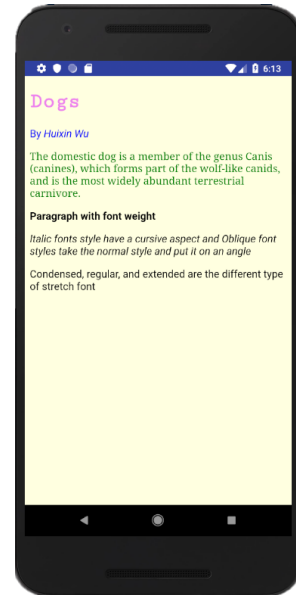 6:13
Dogs
By Huixin Wu
The domestic dog is a member of the genus Canis
(canines), which forms part of the wolf-like canids,
and is the most widely abundant terrestrial
carnivore.
Paragraph with font weight
Italic fonts style have a cursive aspect and Oblique font
styles take the normal style and put it on an angle
Condensed, regular, and extended are the different type
of stretch font